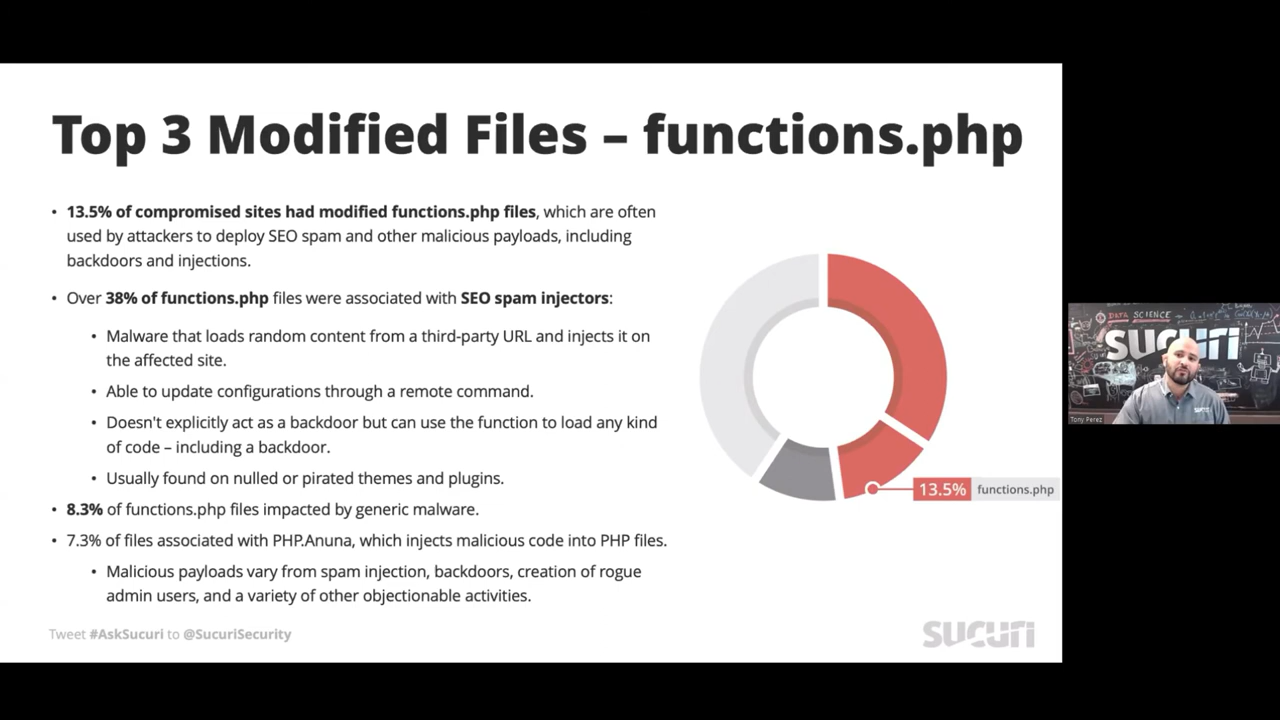 Top 3 Modified Files – functions.php
• 13.5% of compromised sites had modified functions.php files, which are often
used by attackers to deploy SEO spam and other malicious payloads, including
backdoors and injections.
• Over 38% of functions.php files were associated with SEO spam injectors:
• Malware that loads random content from a third-party URL and injects it on
the affected site.
• Able to update configurations through a remote command.
• Doesn't explicitly act as a backdoor but can use the function to load any kind
of code – including a backdoor.
• Usually found on nulled or pirated themes and plugins.
• 8.3% of functions.php files impacted by generic malware.
• 7.3% of files associated with PHP.Anuna, which injects malicious code into PHP files.
• Malicious payloads vary from spam injection, backdoors, creation of rogue
admin users, and a variety of other objectionable activities.
13.5% functions.php
Tweet #AskSucuri to @SucuriSecurity
SUCURI
DATA SCIENCE
SUCURI
Tony Perez